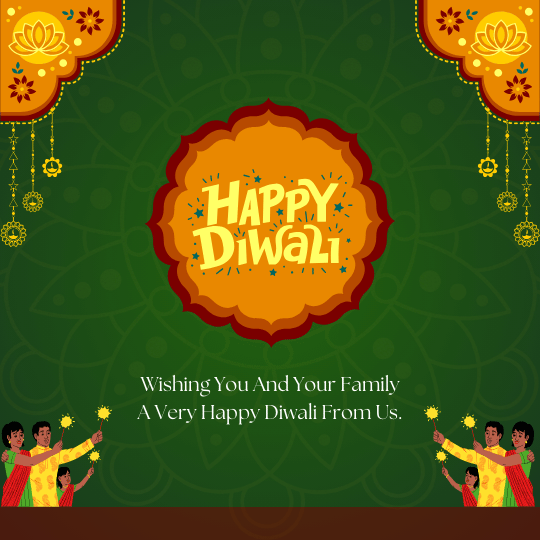 HAPPY
DIWALI
Wishing You And Your Family
A Very Happy Diwali From Us.